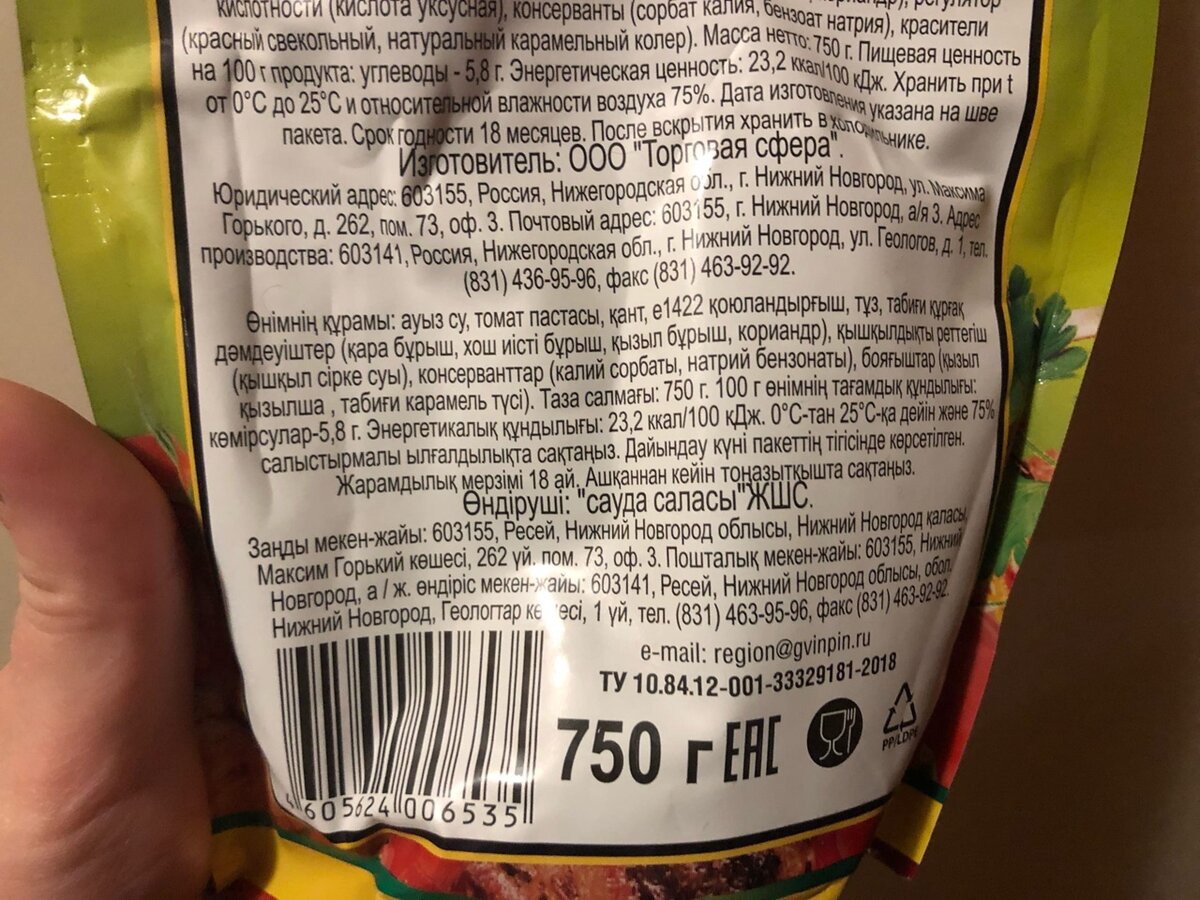 кислотности (кислота уксусная), консерванты (сорбат калия, бензоат натрия), красители
(красный свекольный, натуральный карамельный колер). Масса нетто: 750 г. Пищевая ценность
на 100 г продукта: углеводы - 5,8 г. Энергетическая ценность: 23,2 ккал/100 кДж. Хранить при t
от 0°С до 25°С и относительной влажности воздуха 75%. Дата изготовления указана на шве
пакета. Срок годности 18 месяцев. После вскрытия хранить в холодильнике.
Изготовитель: ООО "Торговая сфера".
Юридический адрес: 603155, Россия, Нижегородская обл., г. Нижний Новгород, ул. Максима
Горького, д. 262, пом. 73, оф. 3. Почтовый адрес: 603155, г. Нижний Новгород, а/я 3. Адрес
производства: 603141, Россия, Нижегородская обл., г. Нижний Новгород, ул. Геологов, д. 1, тел.
(831) 436-95-96, факс (831) 463-92-92.
Өнімнің құрамы: ауыз су, томат пастасы, қант, е1422 қоюландырғыш, тұз, табиғи құрғақ
дәмдеуіштер (қара бұрыш, хош иісті бұрыш, қызыл бұрыш, кориандр), қышқылдықты реттегіш
(қышқыл сірке суы), консерванттар (калий сорбаты, натрий бензонаты), бояғыштар (қызыл
қызылша , табиғи карамель түсі). Таза салмағы: 750 г. 100 г өнімнің тағамдық құндылығы:
көмірсулар-5,8 г. Энергетикалық құндылығы: 23,2 ккал/100 кДж. 0°С-тан 25°С-қа дейін және 75%
салыстырмалы ылғалдылықта сақтаңыз. Дайындау күні пакеттің тігісінде көрсетілген.
Жарамдылық мерзімі 18 ай. Ашқаннан кейін тоңазытқышта сақтаңыз.
Өндіруші: "сауда саласы"ЖШС.
Заңды мекен-жайы: 603155, Ресей, Нижний Новгород облысы, Нижний Новгород қаласы,
Максим Горький көшесі, 262 үй, пом. 73, оф. 3. Пошталық мекен-жайы: 603155, Нижний
Новгород, а / ж. өндіріс мекен-жайы: 603141, Ресей, Нижний Новгород облысы, обол.
Нижний Новгород, Геологтар көшесі, 1 үй, тел. (831) 463-95-96, факс (831) 463-92-92.
e-mail: region@gvinpin.ru
ТУ 10.84.12-001-33329181-2018
750 г ЕАС
PP/LDPE
4 605624 006535